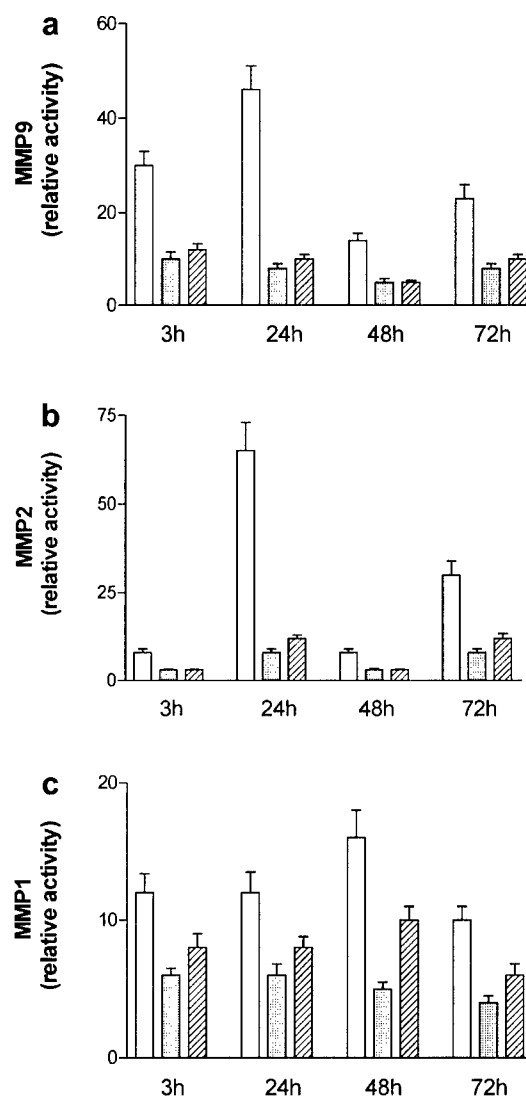 a
MMP9
(relative activity)
60
40
20
0
3h 24h 48h 72h
b
MMP2
(relative activity)
75
50
25
0
3h 24h 48h 72h
c
MMP1
(relative activity)
20
10
0
3h 24h 48h 72h